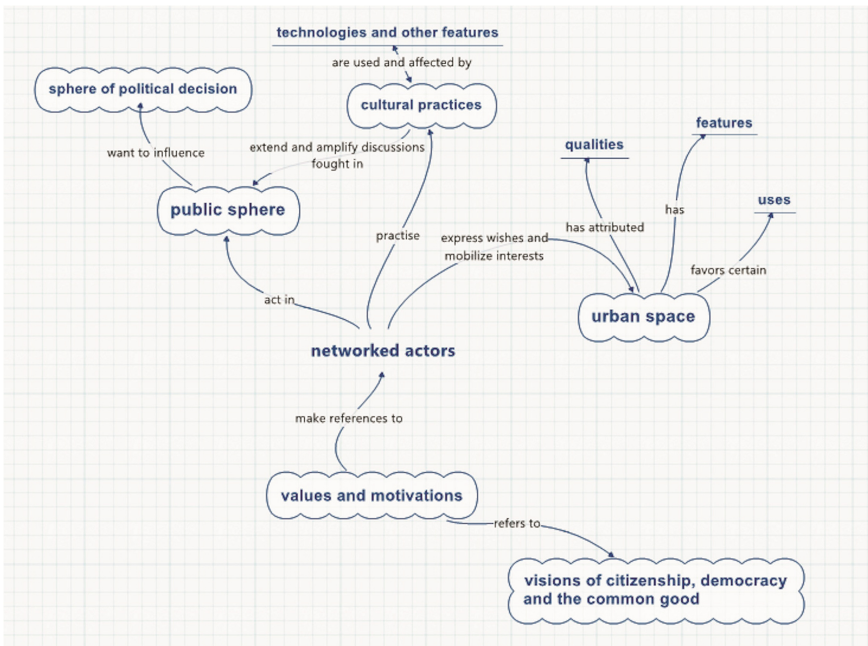 technologies and other features
are used and affected by
sphere of political decision
cultural practices
features
qualities
extend and amplify discussions
fought in
want to influence
uses
public sphere
has
has attributed
practise
express wishes and
mobilize interests
favors certain
act in
urban space
networked actors
make references to
values and motivations
refers to
visions of citizenship, democracy
and the common good